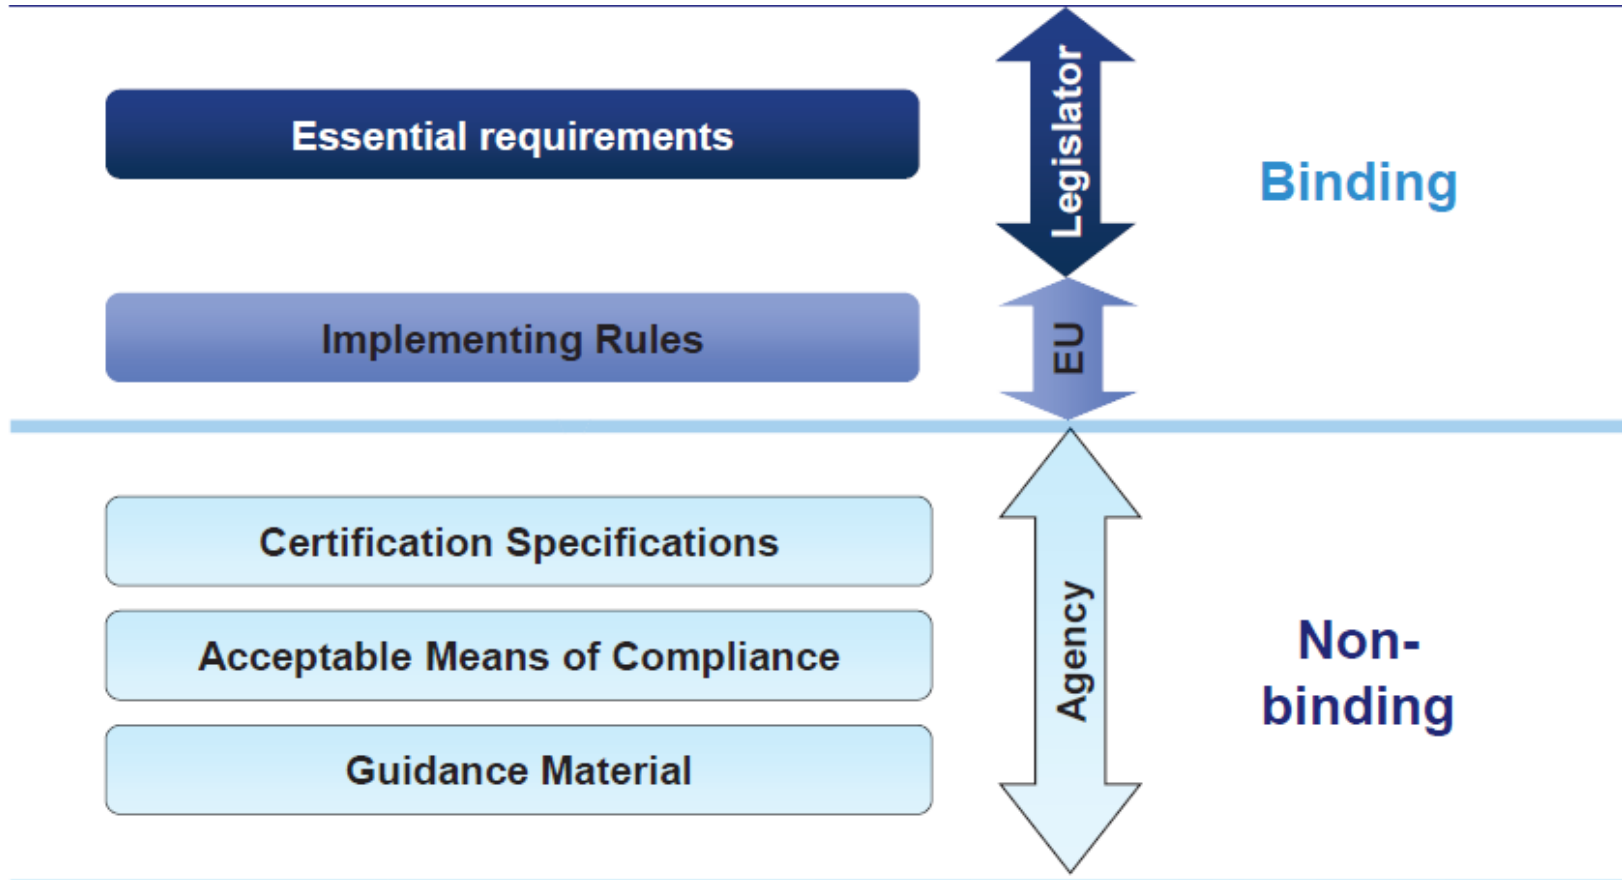 Essential requirements
Legislator
Binding
Implementing Rules
EU
Certification Specifications
Acceptable Means of Compliance
Guidance Material
Agency
Non-
binding